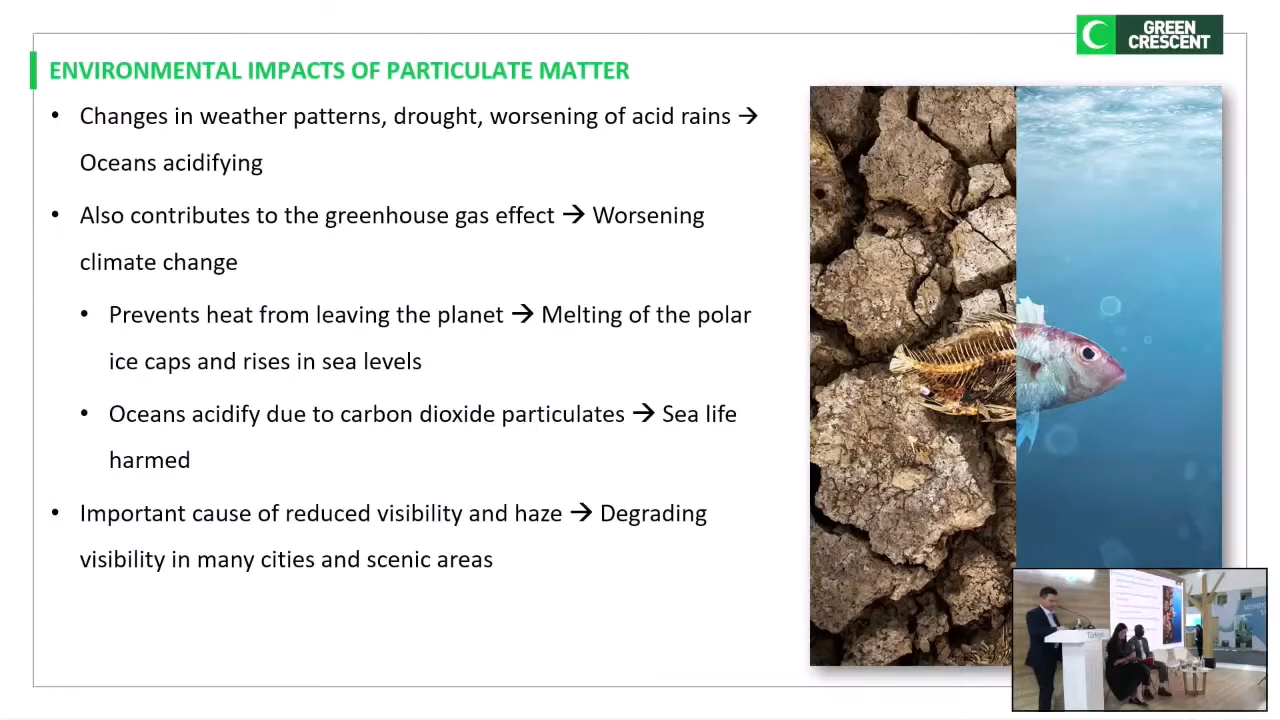 GREEN
CRESCENT
ENVIRONMENTAL IMPACTS OF PARTICULATE MATTER
• Changes in weather patterns, drought, worsening of acid rains →
Oceans acidifying
• Also contributes to the greenhouse gas effect → Worsening
climate change
• Prevents heat from leaving the planet → Melting of the polar
ice caps and rises in sea levels
• Oceans acidify due to carbon dioxide particulates → Sea life
harmed
• Important cause of reduced visibility and haze → Degrading
visibility in many cities and scenic areas
Türkiye